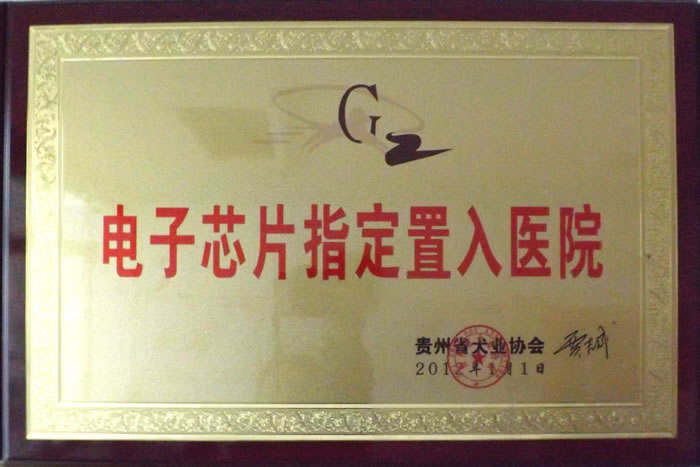 GZ
电子芯片指定置入医院
贵州省犬业协会
2012年1月1日